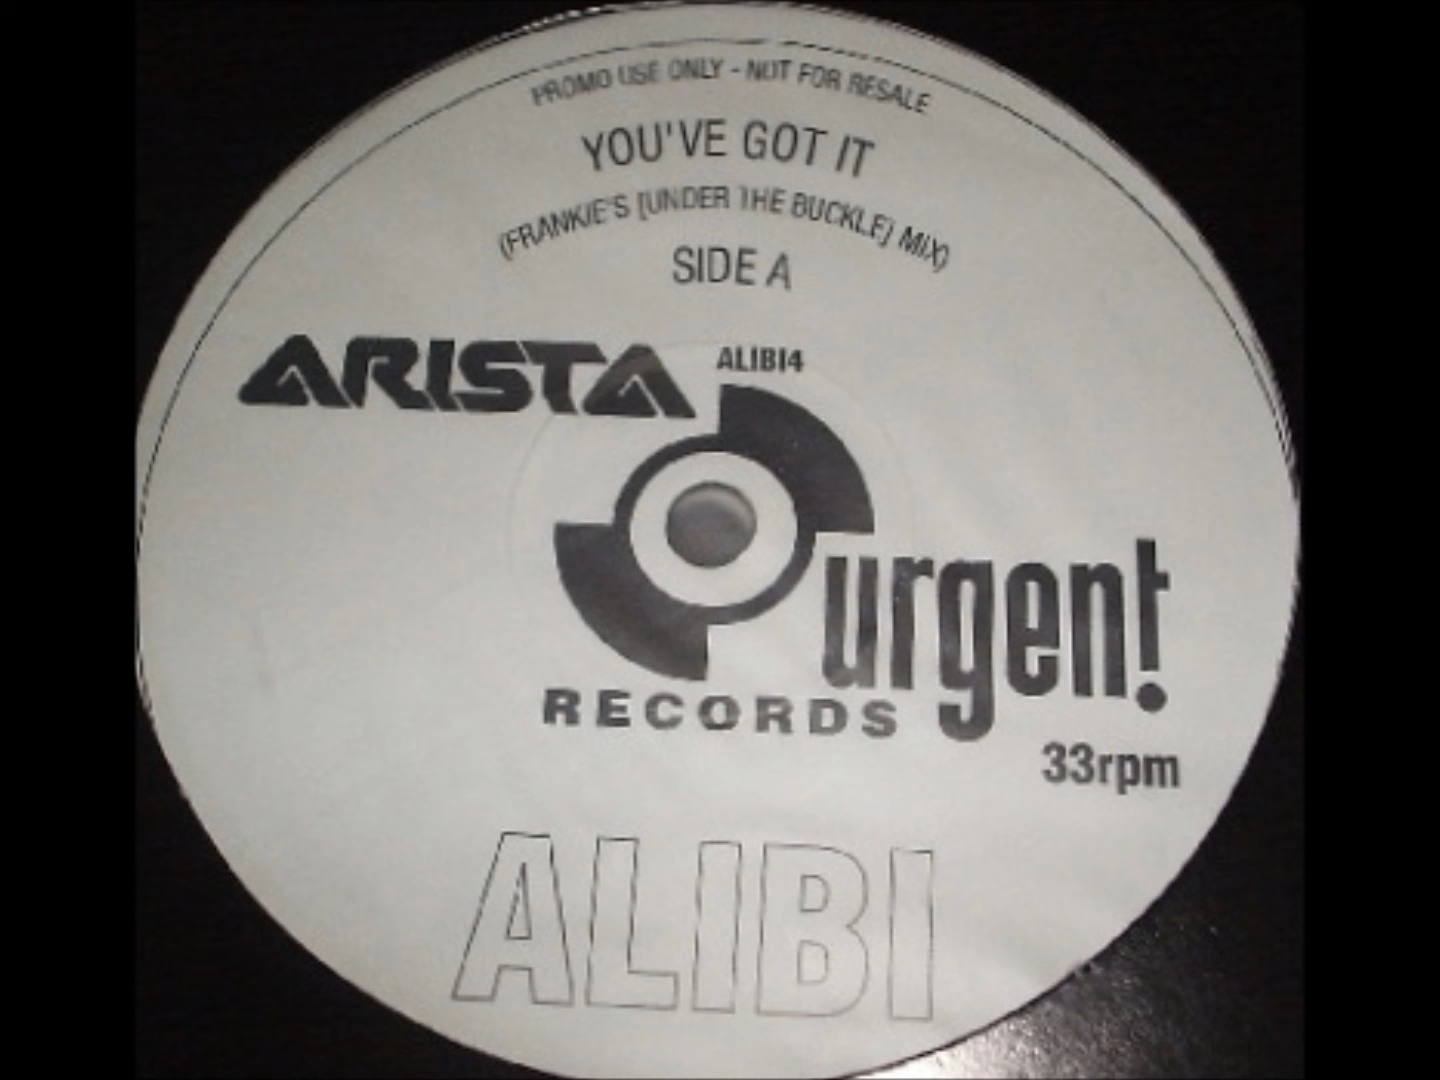 PROMO USE ONLY - NOT FOR RESALE
YOU'VE GOT IT
(FRANKIE'S [UNDER THE BUCKLE] MIX)
SIDE A
ARISTA
ALIBI4
urgent!
RECORDS
33rpm
ALIBI